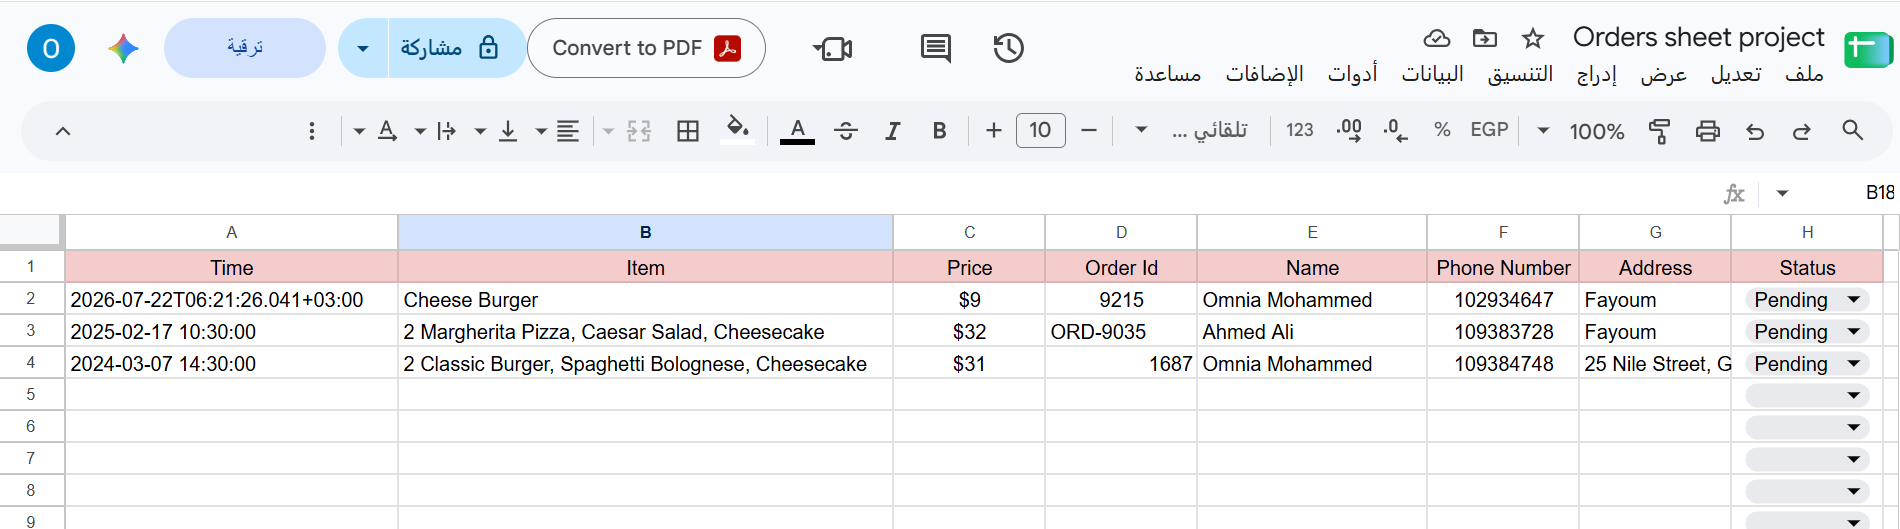 Orders sheet project
Convert to PDF
مشاركة
ترقية
O
ملف تعديل عرض إدراج التنسيق البيانات أدوات الإضافات مساعدة
100% EGP % .0 .00 123 تلقائي ... 10 B I A A
B18 fx
A B C D E F G H
1 Time Item Price Order Id Name Phone Number Address Status
2 2026-07-22T06:21:26.041+03:00 Cheese Burger $9 9215 Omnia Mohammed 102934647 Fayoum Pending
3 2025-02-17 10:30:00 2 Margherita Pizza, Caesar Salad, Cheesecake $32 ORD-9035 Ahmed Ali 109383728 Fayoum Pending
4 2024-03-07 14:30:00 2 Classic Burger, Spaghetti Bolognese, Cheesecake $31 1687 Omnia Mohammed 109384748 25 Nile Street, G Pending
5
6
7
8
9